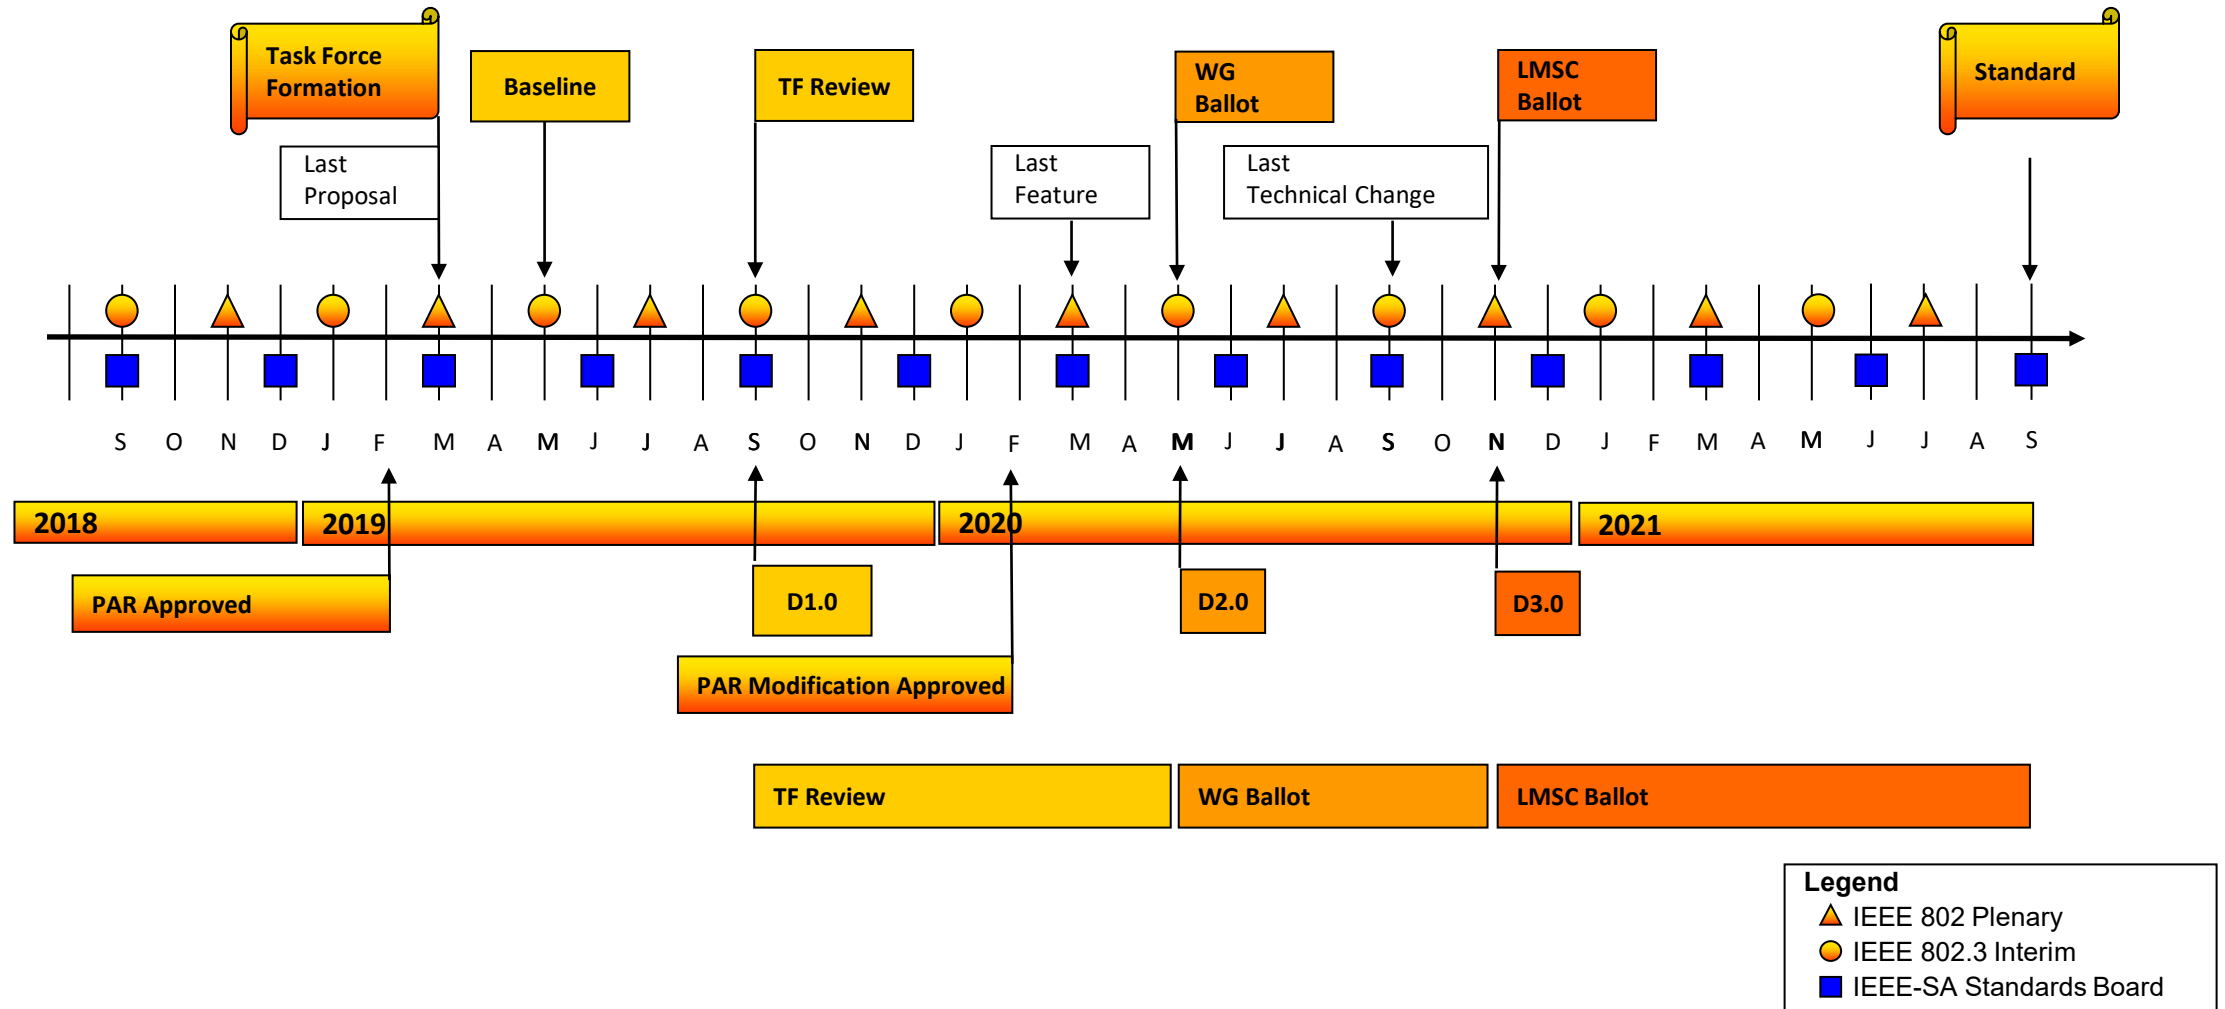 Task Force
Formation
Baseline
TF Review
WG
Ballot
LMSC
Ballot
Standard
Last
Proposal
Last
Feature
Last
Technical Change
S O N D J F M A M J J A S O N D J F M A M J J A S O N D J F M A M J J A S
2018 2019 2020 2021
PAR Approved
D1.0
D2.0
D3.0
PAR Modification Approved
TF Review
WG Ballot
LMSC Ballot
Legend
IEEE 802 Plenary
IEEE 802.3 Interim
IEEE-SA Standards Board